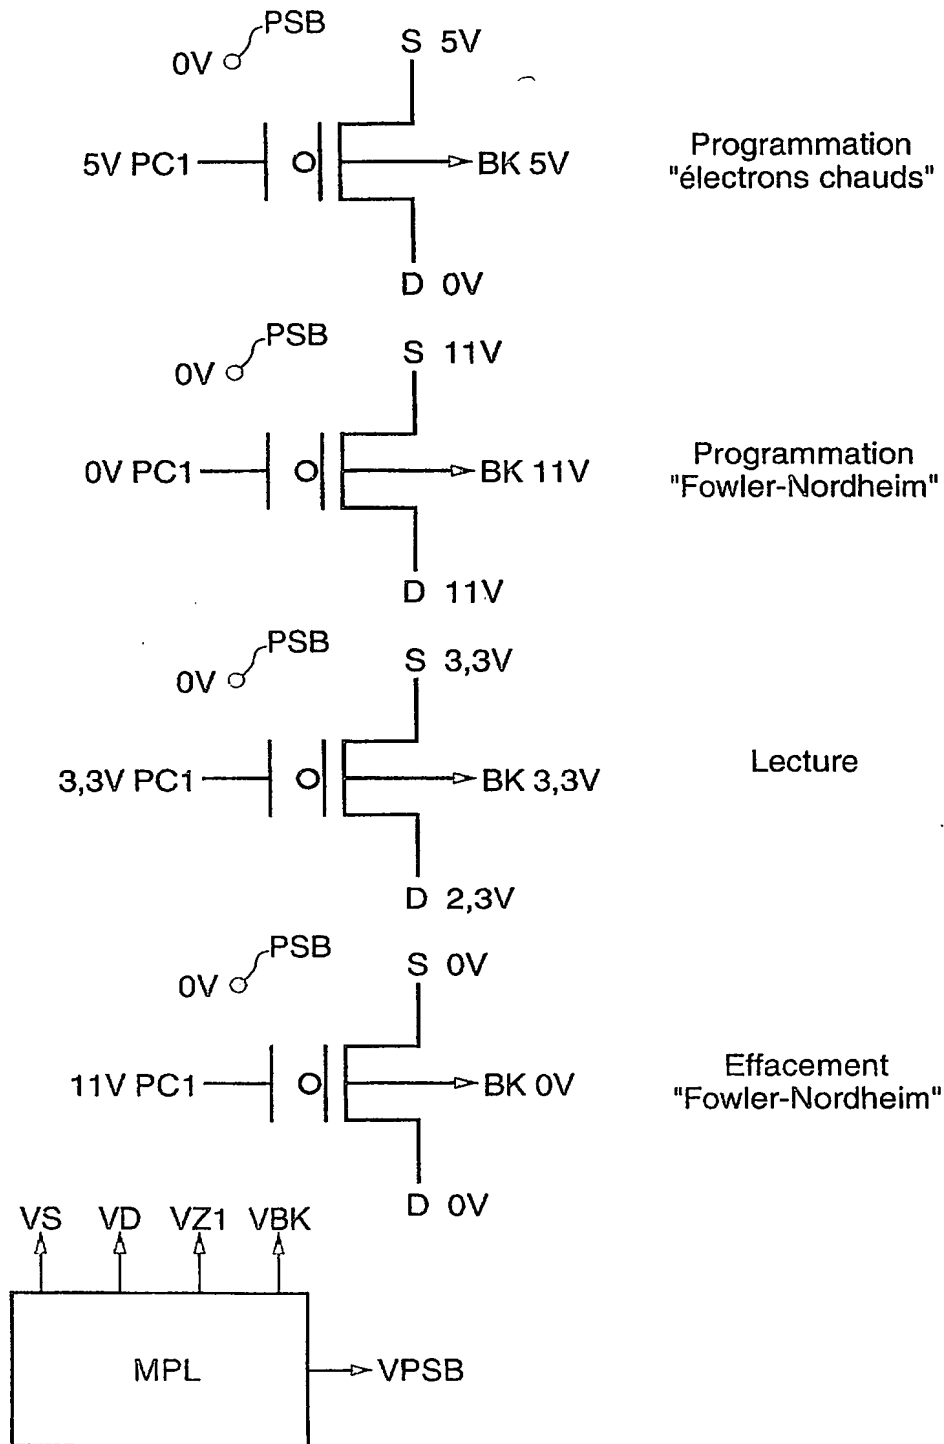 PSB
0V
S 5V
5V PC1
BK 5V
D 0V
Programmation
"électrons chauds"
PSB
0V
S 11V
0V PC1
BK 11V
D 11V
Programmation
"Fowler-Nordheim"
PSB
0V
S 3,3V
3,3V PC1
BK 3,3V
D 2,3V
Lecture
PSB
0V
S 0V
11V PC1
BK 0V
D 0V
Effacement
"Fowler-Nordheim"
VS VD VZ1 VBK
MPL
VPSB